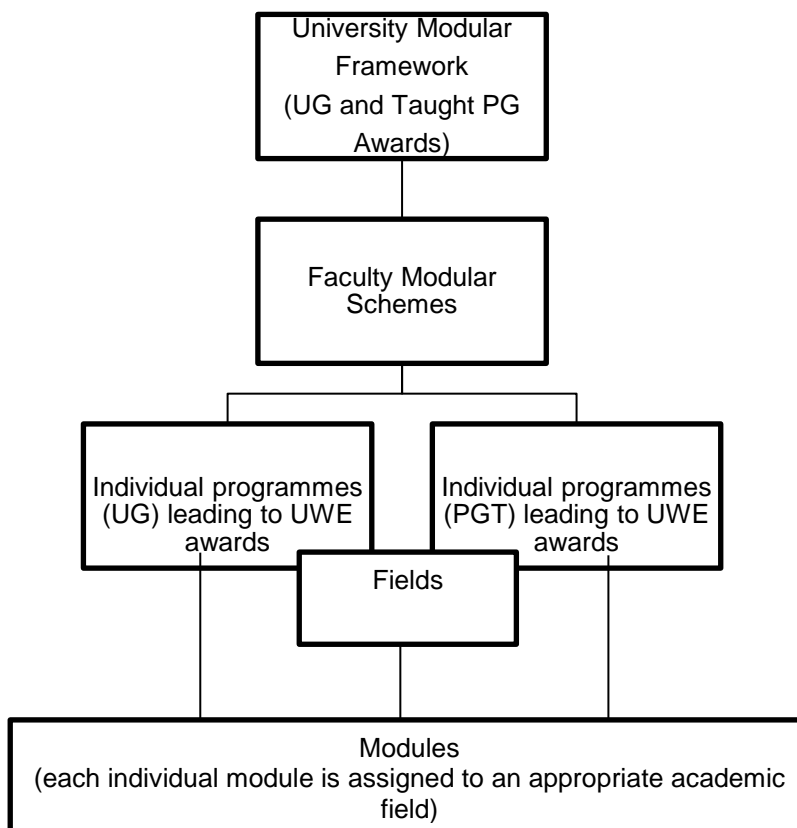 University Modular
Framework
(UG and Taught PG
Awards)
Faculty Modular
Schemes
Individual programmes
(UG) leading to UWE
awards
Individual programmes
(PGT) leading to UWE
awards
Fields
Modules
(each individual module is assigned to an appropriate academic
field)